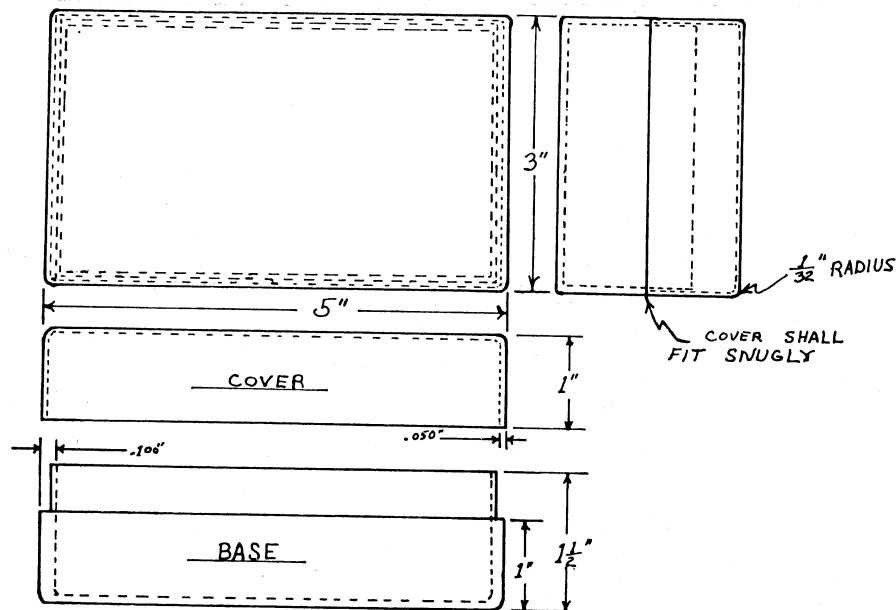 3"
1/32" RADIUS
5"
COVER SHALL
FIT SNUGLY
COVER
1"
.100"
.050"
BASE
1"
1 1/2"